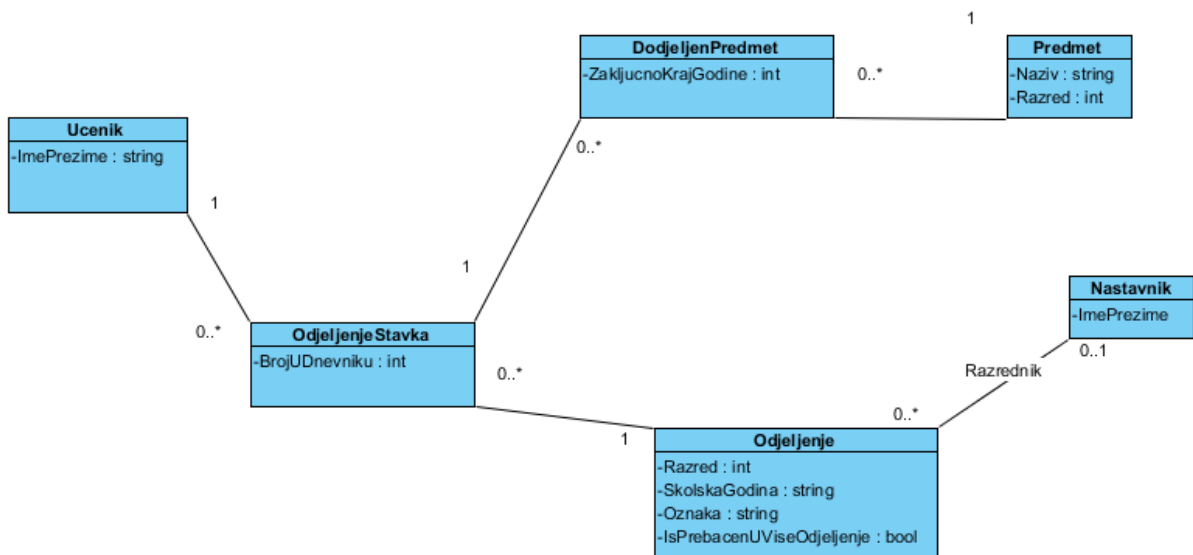 1
DodjeljenPredmet
-ZakljucnoKrajGodine : int
0..*
Predmet
-Naziv : string
-Razred : int
Ucenik
-ImePrezime : string
0..*
1
1
Nastavnik
-ImePrezime
0..*
OdjeljenjeStavka
-BrojUDnevniku : int
0..*
0..1
Razrednik
0..*
1
Odjeljenje
-Razred : int
-SkolskaGodina : string
-Oznaka : string
-IsPrebacenUViseOdjeljenje : bool